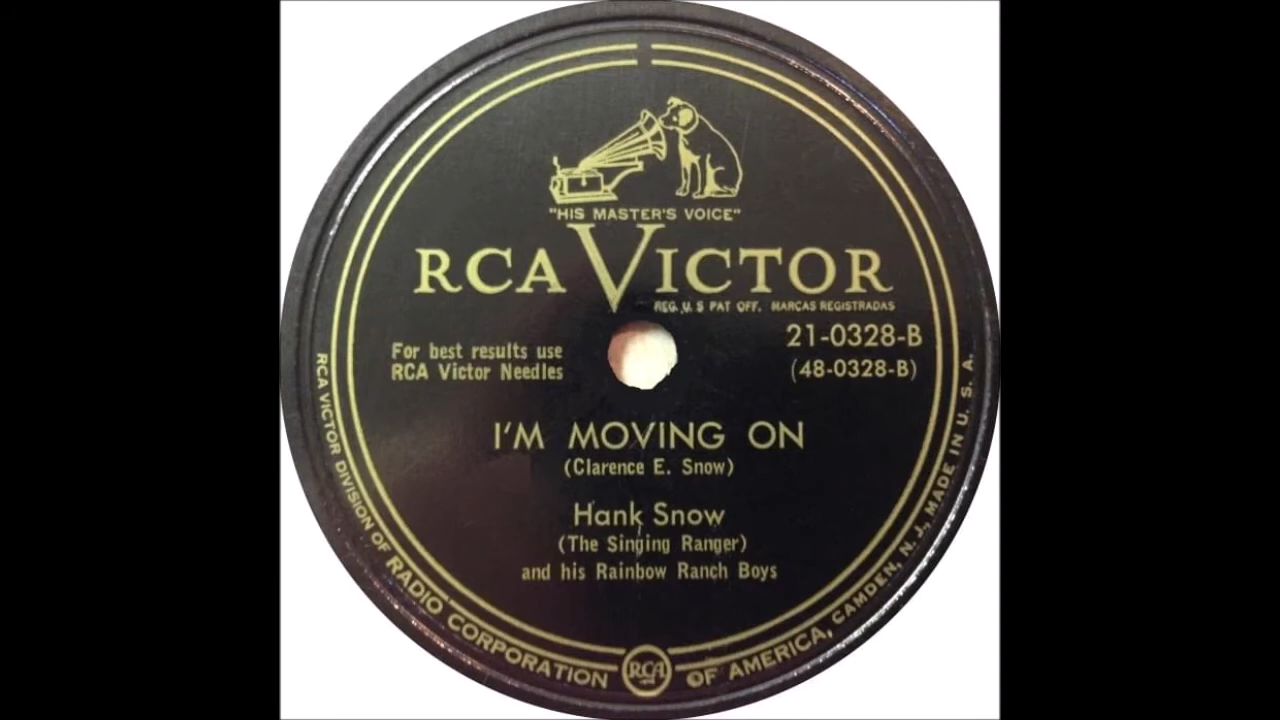 "HIS MASTER'S VOICE"
RCA VICTOR
REG. U. S PAT OFF. MARCAS REGISTRADAS
21-0328-B
(48-0328-B)
For best results use
RCA Victor Needles
I'M MOVING ON
(Clarence E. Snow)
Hank Snow
(The Singing Ranger)
and his Rainbow Ranch Boys
RCA VICTOR DIVISION OF RADIO CORPORATION OF AMERICA, CAMDEN, N. J., MADE IN U. S. A.
RCA